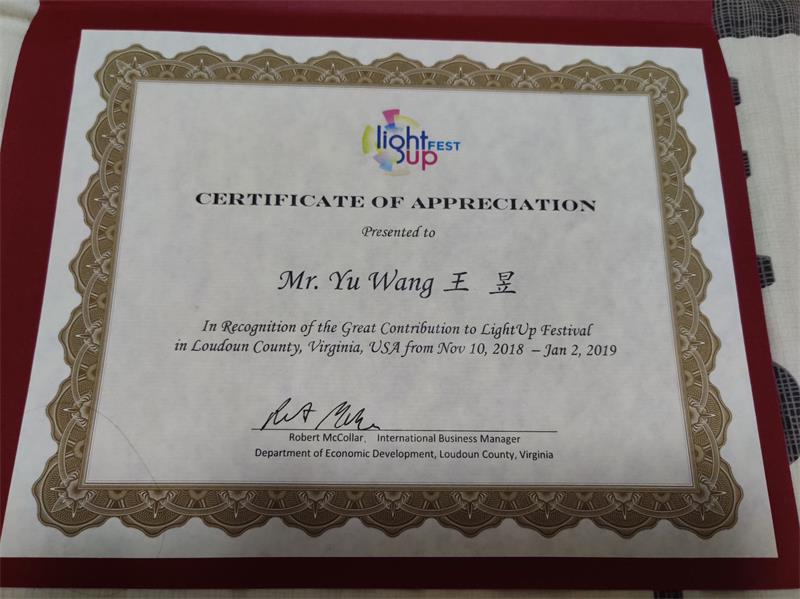 lightFEST
up
CERTIFICATE OF APPRECIATION
Presented to
Mr. Yu Wang 王 昱
In Recognition of the Great Contribution to LightUp Festival
in Loudoun County, Virginia, USA from Nov 10, 2018 – Jan 2, 2019
Robert McCollar, International Business Manager
Department of Economic Development, Loudoun County, Virginia